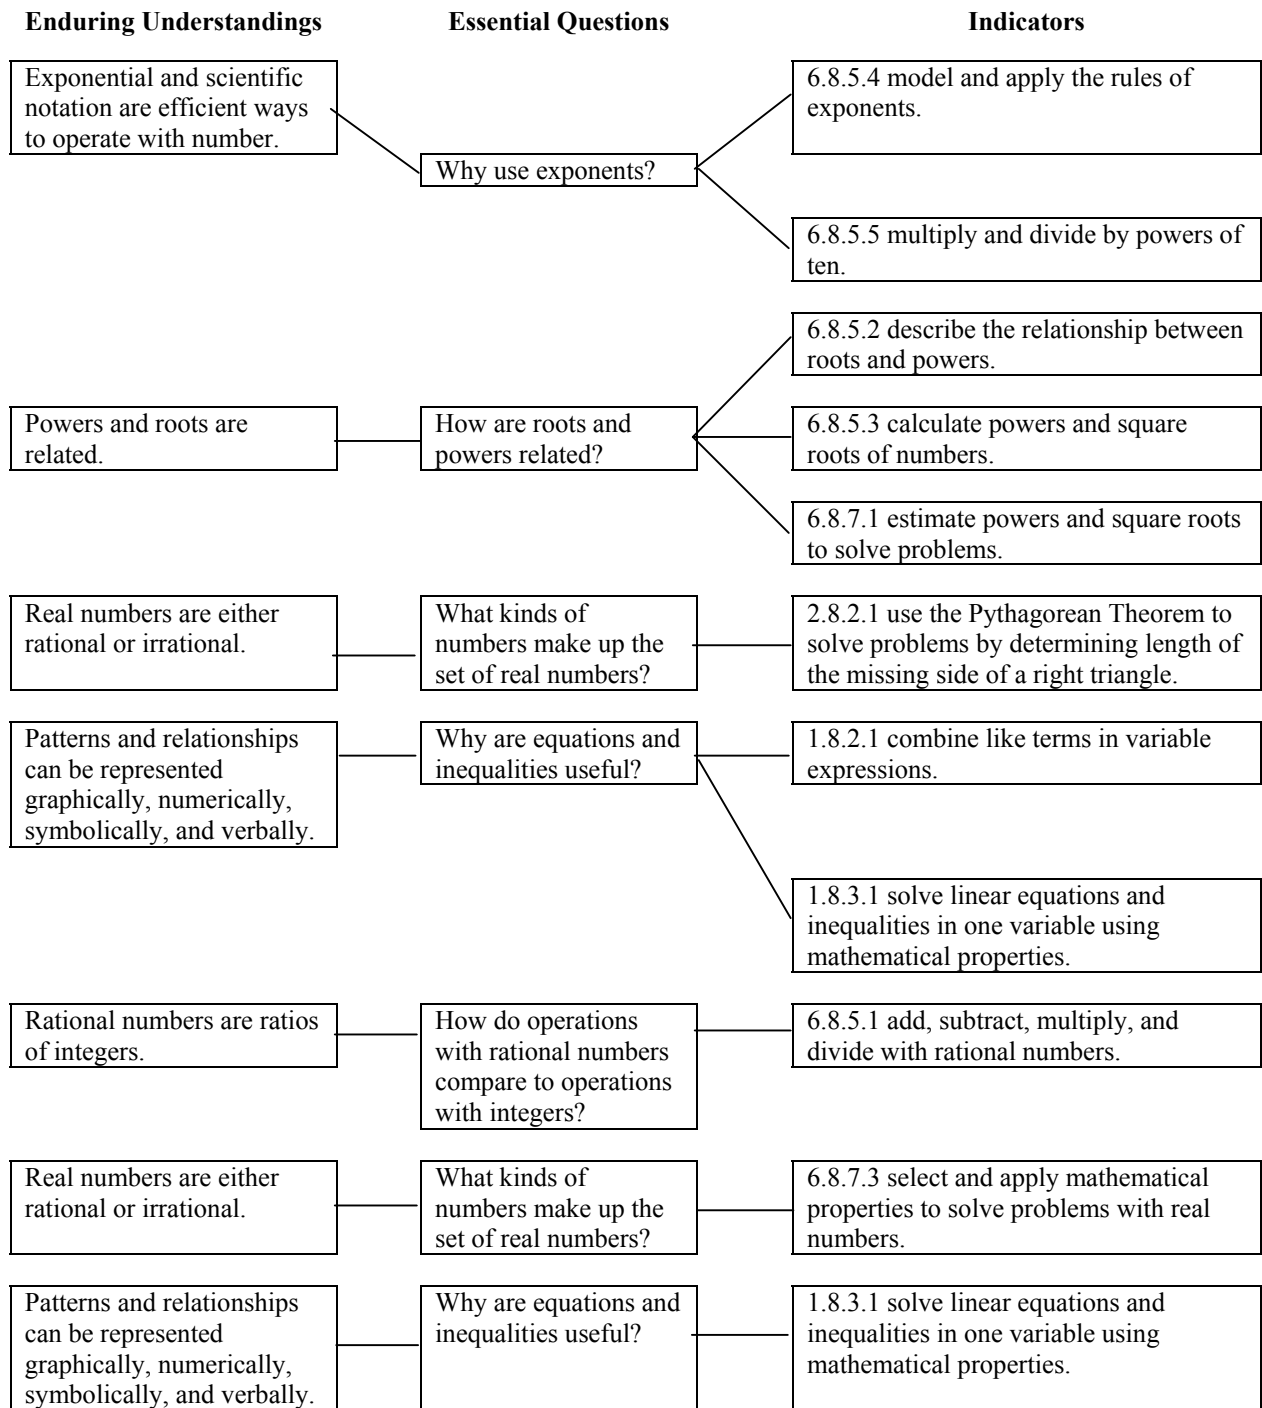 Enduring Understandings
Essential Questions
Indicators
Exponential and scientific
notation are efficient ways
to operate with number.
Why use exponents?
6.8.5.4 model and apply the rules of
exponents.
6.8.5.5 multiply and divide by powers of
ten.
Powers and roots are
related.
How are roots and
powers related?
6.8.5.2 describe the relationship between
roots and powers.
6.8.5.3 calculate powers and square
roots of numbers.
6.8.7.1 estimate powers and square roots
to solve problems.
Real numbers are either
rational or irrational.
What kinds of
numbers make up the
set of real numbers?
2.8.2.1 use the Pythagorean Theorem to
solve problems by determining length of
the missing side of a right triangle.
Patterns and relationships
can be represented
graphically, numerically,
symbolically, and verbally.
Why are equations and
inequalities useful?
1.8.2.1 combine like terms in variable
expressions.
1.8.3.1 solve linear equations and
inequalities in one variable using
mathematical properties.
Rational numbers are ratios
of integers.
How do operations
with rational numbers
compare to operations
with integers?
6.8.5.1 add, subtract, multiply, and
divide with rational numbers.
Real numbers are either
rational or irrational.
What kinds of
numbers make up the
set of real numbers?
6.8.7.3 select and apply mathematical
properties to solve problems with real
numbers.
Patterns and relationships
can be represented
graphically, numerically,
symbolically, and verbally.
Why are equations and
inequalities useful?
1.8.3.1 solve linear equations and
inequalities in one variable using
mathematical properties.